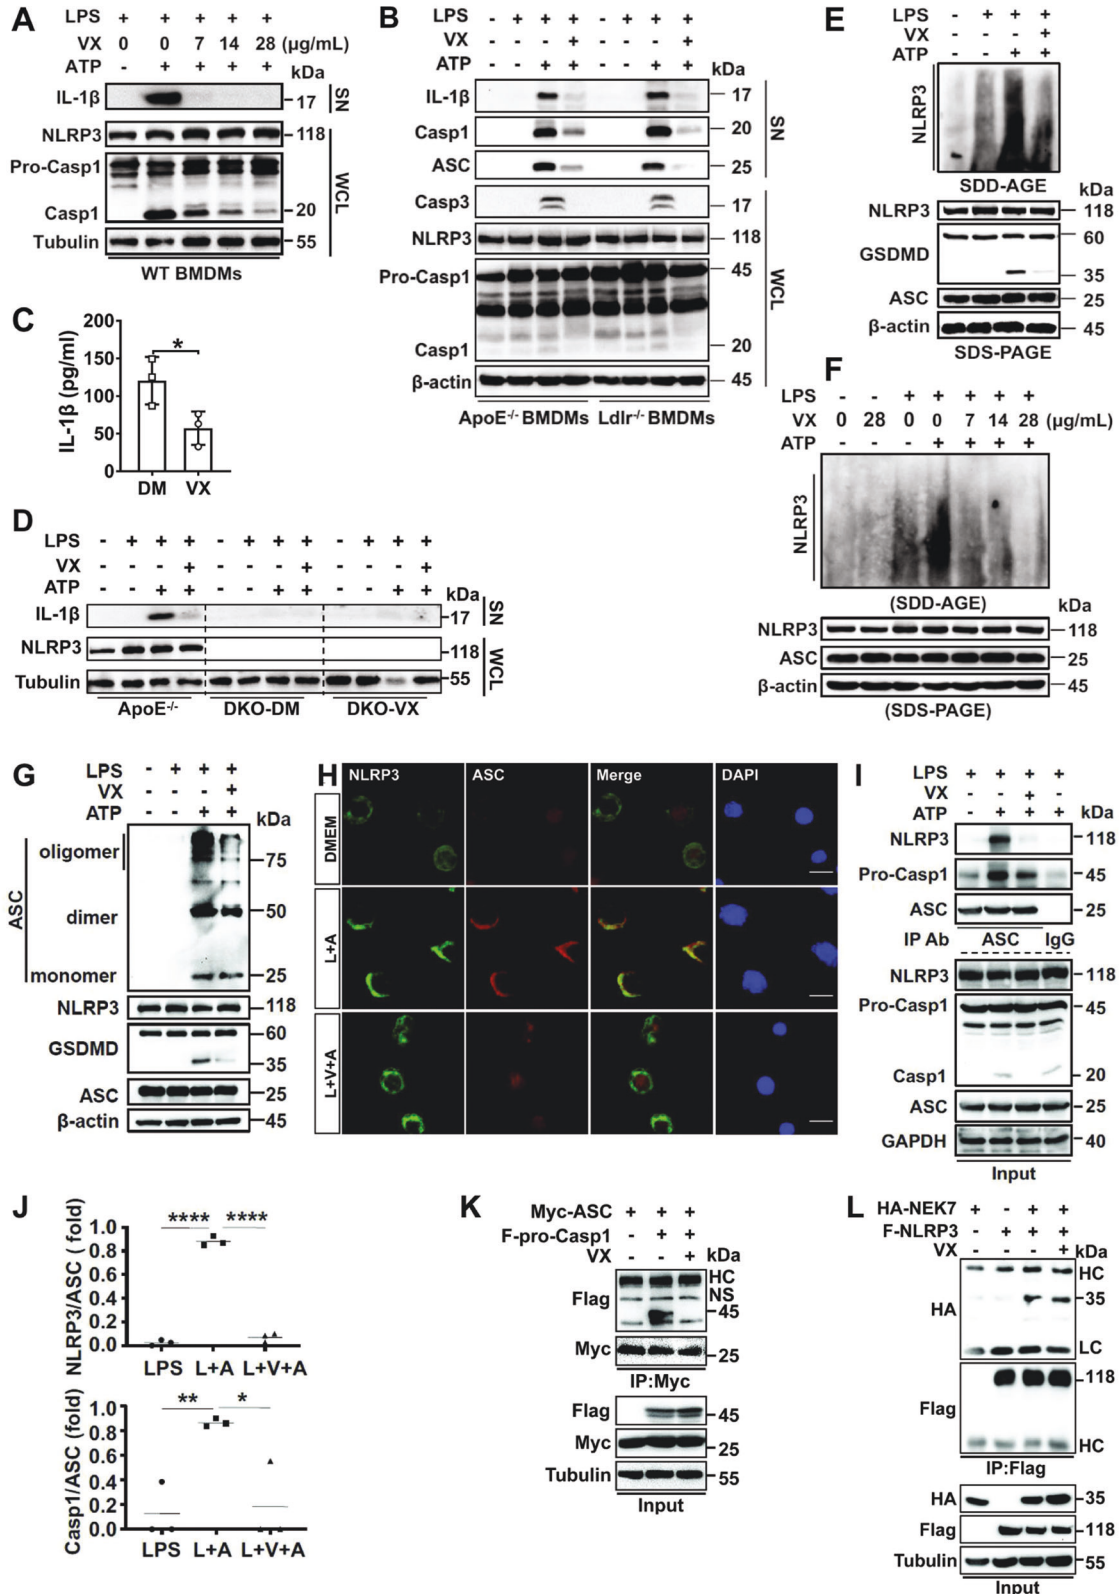 A
LPS + + + + +
VX 0 0 7 14 28 (μg/mL)
ATP - + + + + kDa
IL-1β 17 SN
NLRP3 118
Pro-Casp1
Casp1 20
Tubulin 55
WCL
WT BMDMs
B
LPS - + + + - + + +
VX + +
ATP - - + + - - + + kDa
IL-1β 17
Casp1 20
ASC 25
SN
Casp3 17
NLRP3 118
Pro-Casp1 45
Casp1 20
β-actin 45
WCL
ApoE-/- BMDMs Ldlr-/- BMDMs
C
IL-1β (pg/ml)
200
150
100
50
0
*
DM VX
D
LPS - + + + - + + + - + + +
VX + + +
ATP - - + + - - + + - - + + kDa
IL-1β 17 SN
NLRP3 118
Tubulin 55
WCL
ApoE-/- DKO-DM DKO-VX
E
LPS - + + +
VX +
ATP - - + +
NLRP3
SDD-AGE
kDa
NLRP3 118
GSDMD 60
35
ASC 25
β-actin 45
SDS-PAGE
F
LPS - - + + + + +
VX 0 28 0 0 7 14 28 (μg/mL)
ATP - - - + + + +
NLRP3
(SDD-AGE) kDa
NLRP3 118
ASC 25
β-actin 45
(SDS-PAGE)
G
LPS - + + +
VX +
ATP - - + + kDa
ASC
oligomer 75
dimer 50
monomer 25
NLRP3 118
GSDMD 60
35
ASC 25
β-actin 45
H
NLRP3 ASC Merge DAPI
DMEM
L+A
L+V+A
I
LPS + + + +
VX +
ATP - + + + kDa
NLRP3 118
Pro-Casp1 45
ASC 25
IP Ab ASC IgG
NLRP3 118
Pro-Casp1 45
Casp1 20
ASC 25
GAPDH 40
Input
J
NLRP3/ASC ( fold)
1.0
0.8
0.6
0.4
0.2
0.0
**** ****
LPS L+A L+V+A
Casp1/ASC (fold)
1.0
0.8
0.6
0.4
0.2
0.0
** *
LPS L+A L+V+A
K
Myc-ASC + + +
F-pro-Casp1 - + +
VX - - + kDa
Flag HC
NS
45
Myc 25
IP:Myc
Flag 45
Myc 25
Tubulin 55
Input
L
HA-NEK7 + - + +
F-NLRP3 - + + +
VX - - - + kDa
HA HC
35
LC
Flag 118
HC
IP:Flag
HA 35
Flag 118
Tubulin 55
Input